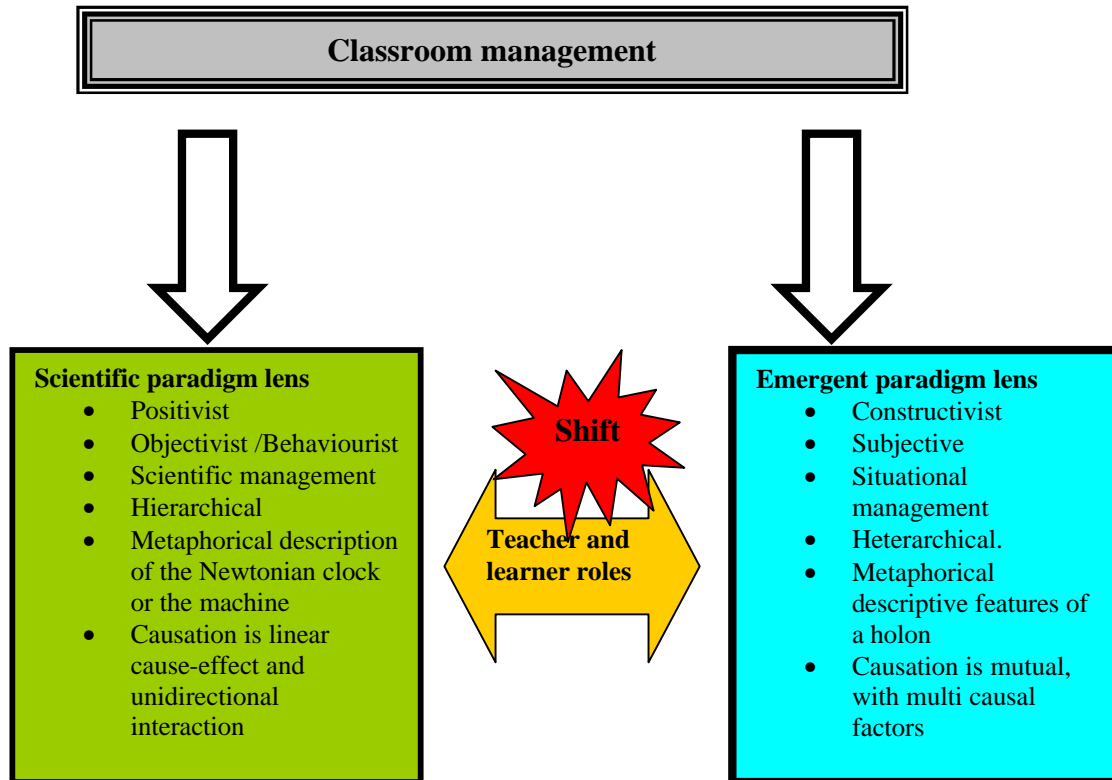 Classroom management
Scientific paradigm lens
• Positivist
• Objectivist /Behaviourist
• Scientific management
• Hierarchical
• Metaphorical description
of the Newtonian clock
or the machine
• Causation is linear
cause-effect and
unidirectional
interaction
Shift
Teacher and
learner roles
Emergent paradigm lens
• Constructivist
• Subjective
• Situational
management
• Heterarchical.
• Metaphorical
descriptive features of
a holon
• Causation is mutual,
with multi causal
factors